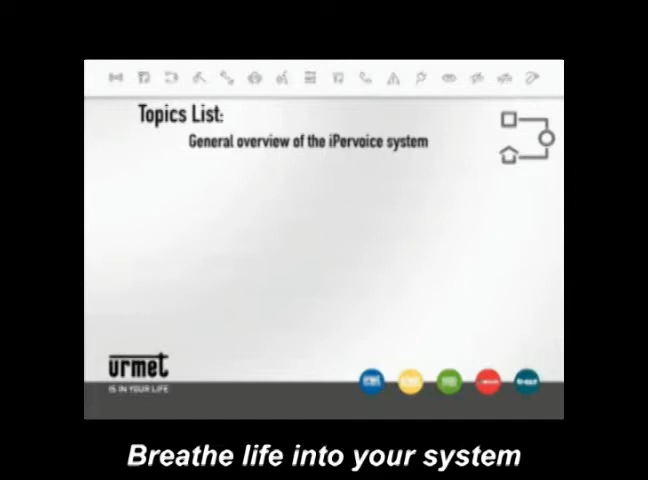 Topics List:
General overview of the iPervoice system
urmet
IS IN YOUR LIFE
Breathe life into your system